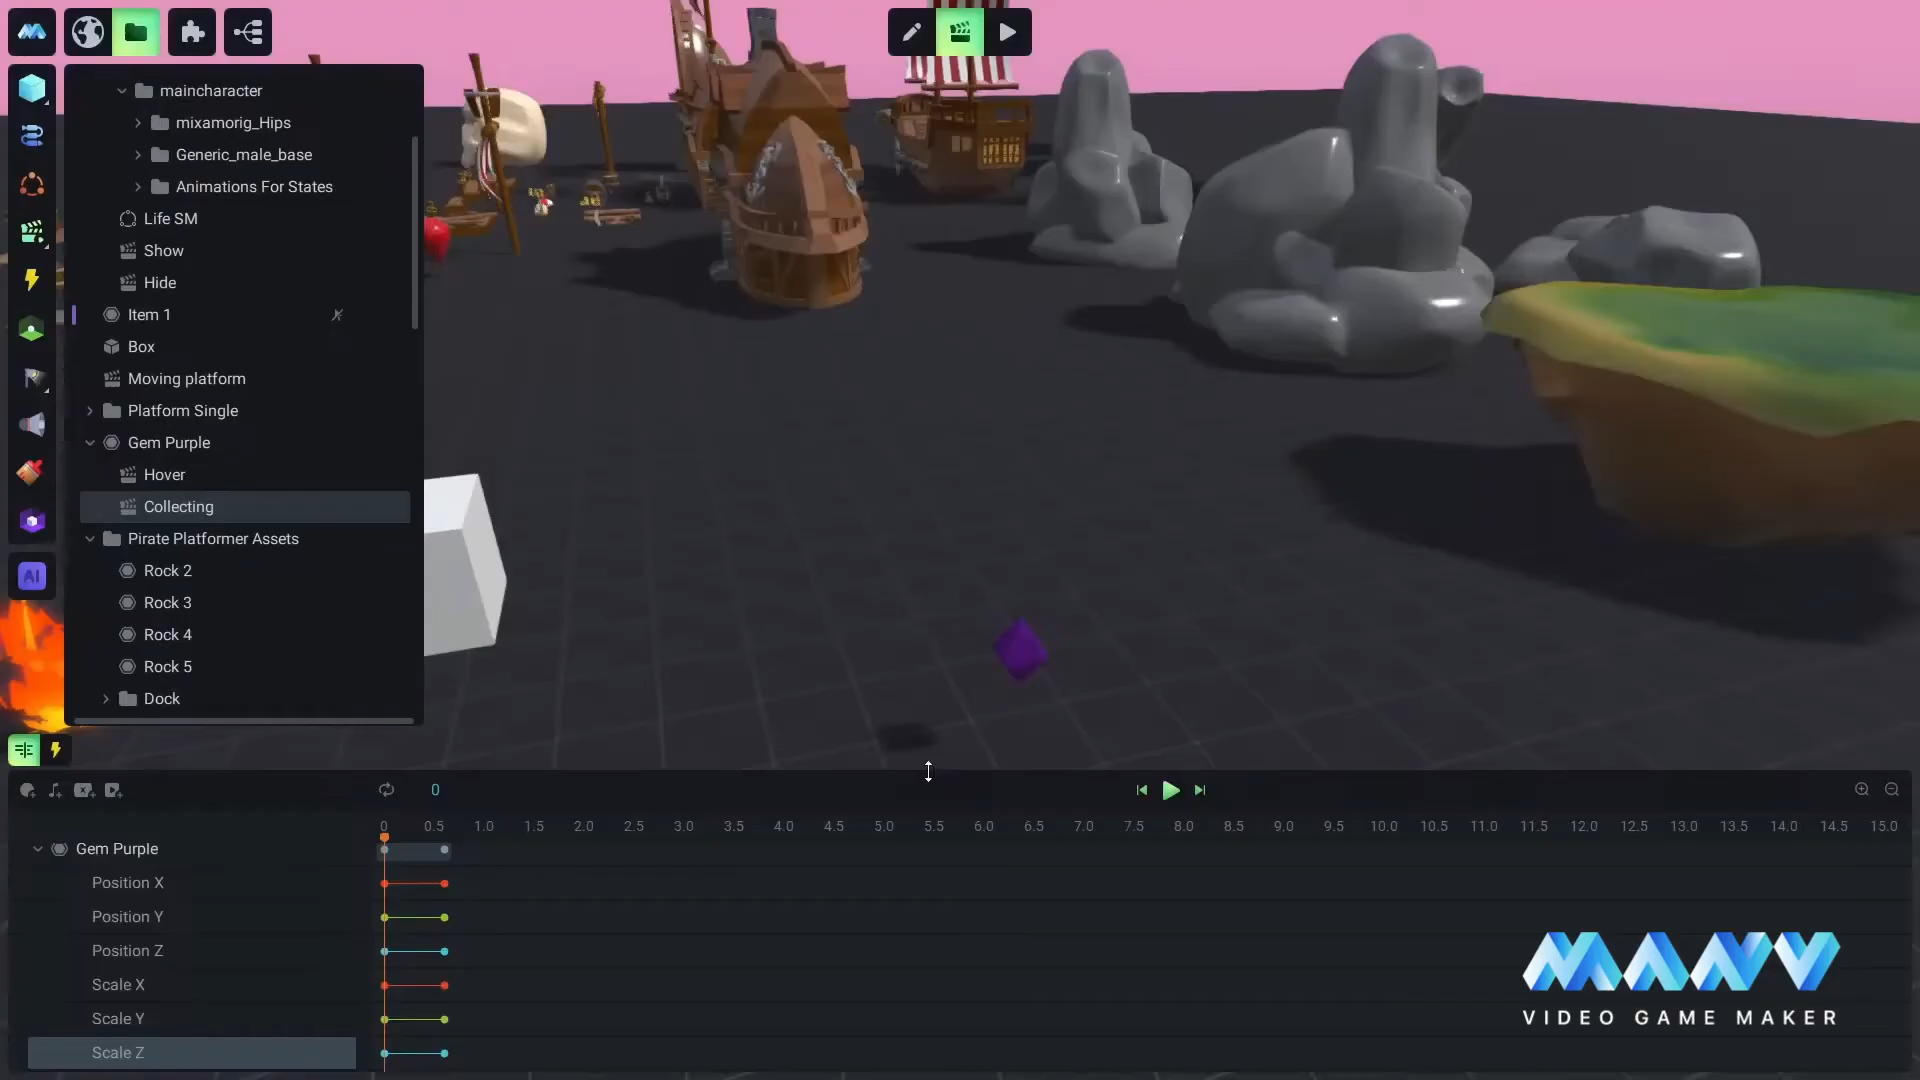 maincharacter
mixamorig_Hips
Generic_male_base
Animations For States
Life SM
Show
Hide
Item 1
Box
Moving platform
Platform Single
Gem Purple
Hover
Collecting
Pirate Platformer Assets
Rock 2
Rock 3
Rock 4
Rock 5
Dock
AI
0
0 0.5 1.0 1.5 2.0 2.5 3.0 3.5 4.0 4.5 5.0 5.5 6.0 6.5 7.0 7.5 8.0 8.5 9.0 9.5 10.0 10.5 11.0 11.5 12.0 12.5 13.0 13.5 14.0 14.5 15.0
Gem Purple
Position X
Position Y
Position Z
Scale X
Scale Y
Scale Z
VIDEO GAME MAKER